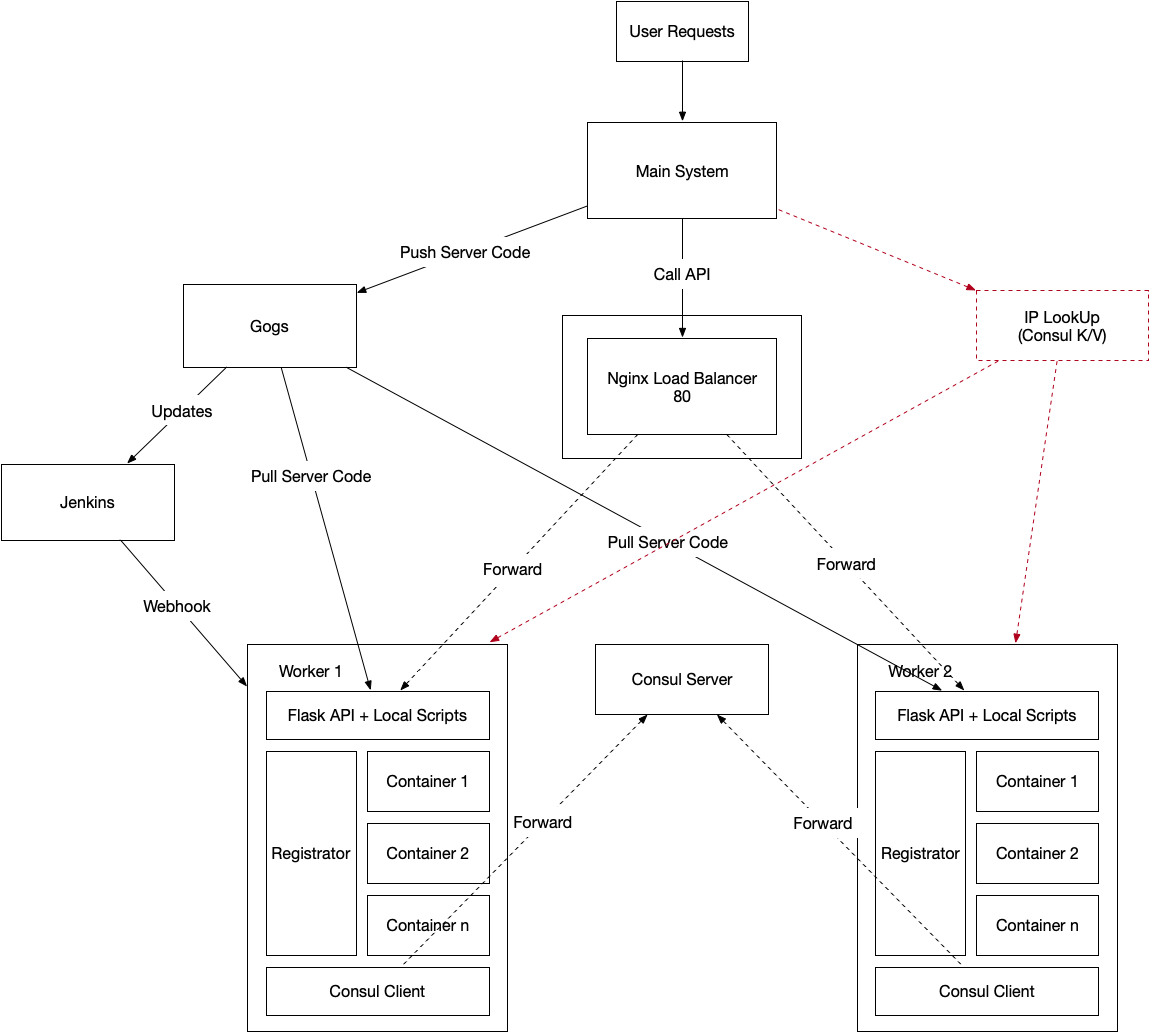 User Requests
Main System
Push Server Code
Call API
Gogs
IP LookUp
(Consul K/V)
Nginx Load Balancer
80
Updates
Pull Server Code
Jenkins
Pull Server Code
Forward
Forward
Webhook
Worker 1
Consul Server
Worker 2
Flask API + Local Scripts
Flask API + Local Scripts
Container 1
Container 1
Forward
Forward
Registrator
Container 2
Registrator
Container 2
Container n
Container n
Consul Client
Consul Client